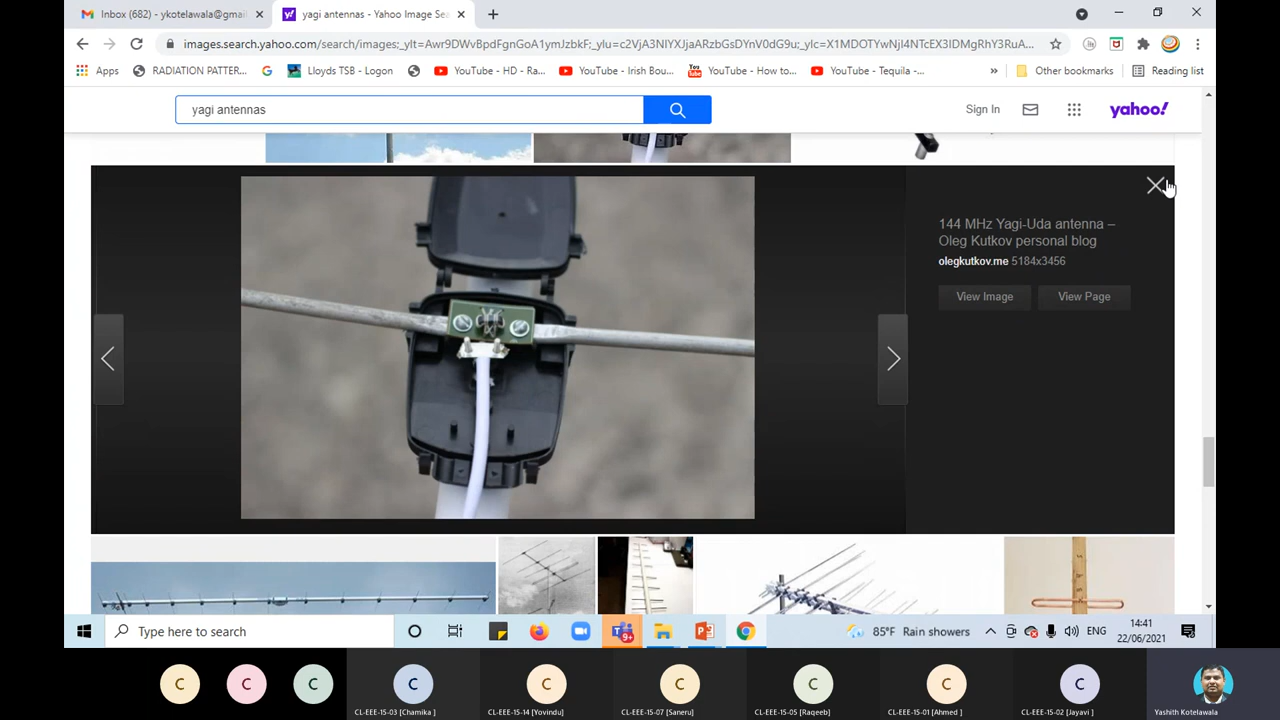 Inbox (682) - ykotelawala@gmai
yagi antennas - Yahoo Image Sea
images.search.yahoo.com/search/images;_ylt=Awr9DWvBpdFgnGoA1ymJzbkF;_ylu=c2VjA3NlYXJjaARzbGsDYnV0dG9u;_ylc=X1MDOTYwNjI4NTcEX3IDMgRhY3RuA...
Apps
RADIATION PATTER...
Lloyds TSB - Logon
YouTube - HD - Ra...
YouTube - Irish Bou...
YouTube - How to...
YouTube - Tequila -...
»
Other bookmarks
Reading list
yagi antennas
Sign In
yahoo!
144 MHz Yagi-Uda antenna –
Oleg Kutkov personal blog
olegkutkov.me 5184x3456
View Image
View Page
Type here to search
9+
85°F Rain showers
ENG
14:41
22/06/2021
C
C
C
C
C
C
C
C
C
CL-EEE-15-03 [Chamika ]
CL-EEE-15-14 [Yovindu]
CL-EEE-15-07 [Saneru]
CL-EEE-15-05 [Raqeeb]
CL-EEE-15-01 [Ahmed ]
CL-EEE-15-02 [Jayavi ]
Yashith Kotelawala